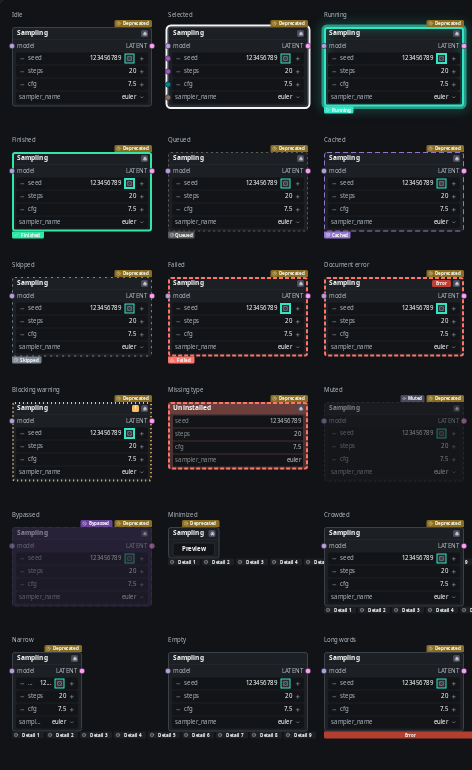 Idle
Deprecated
Sampling
model LATENT
seed 123456789
steps 20
cfg 7.5
sampler_name euler
Selected
Deprecated
Sampling
model LATENT
seed 123456789
steps 20
cfg 7.5
sampler_name euler
Running
Deprecated
Sampling
model LATENT
seed 123456789
steps 20
cfg 7.5
sampler_name euler
Running
Finished
Deprecated
Sampling
model LATENT
seed 123456789
steps 20
cfg 7.5
sampler_name euler
Finished
Queued
Deprecated
Sampling
model LATENT
seed 123456789
steps 20
cfg 7.5
sampler_name euler
Queued
Cached
Deprecated
Sampling
model LATENT
seed 123456789
steps 20
cfg 7.5
sampler_name euler
Cached
Skipped
Deprecated
Sampling
model LATENT
seed 123456789
steps 20
cfg 7.5
sampler_name euler
Skipped
Failed
Deprecated
Sampling
model LATENT
seed 123456789
steps 20
cfg 7.5
sampler_name euler
Failed
Document error
Deprecated
Sampling Error
model LATENT
seed 123456789
steps 20
cfg 7.5
sampler_name euler
Blocking warning
Deprecated
Sampling
model LATENT
seed 123456789
steps 20
cfg 7.5
sampler_name euler
Missing type
Deprecated
Uninstalled
seed 123456789
steps 20
cfg 7.5
sampler_name euler
Muted
Muted Deprecated
Sampling
model LATENT
seed 123456789
steps 20
cfg 7.5
sampler_name euler
Bypassed
Bypassed Deprecated
Sampling
model LATENT
seed 123456789
steps 20
cfg 7.5
sampler_name euler
Minimized
Deprecated
Sampling
Preview
Detail 1 Detail 2 Detail 3 Detail 4
Crowded
Deprecated
Sampling
model LATENT
seed 123456789
steps 20
cfg 7.5
sampler_name euler
Detail 1 Detail 2 Detail 3 Detail 4
Narrow
Deprecated
Sampling
model LATENT
... 12...
steps 20
cfg 7.5
sampl... euler
Detail 1 Detail 2 Detail 3 Detail 4 Detail 5 Detail 6 Detail 7 Detail 8 Detail 9
Empty
Sampling
model LATENT
seed 123456789
steps 20
cfg 7.5
sampler_name euler
Long words
Deprecated
Sampling
model LATENT
seed 123456789
steps 20
cfg 7.5
sampler_name euler
Error